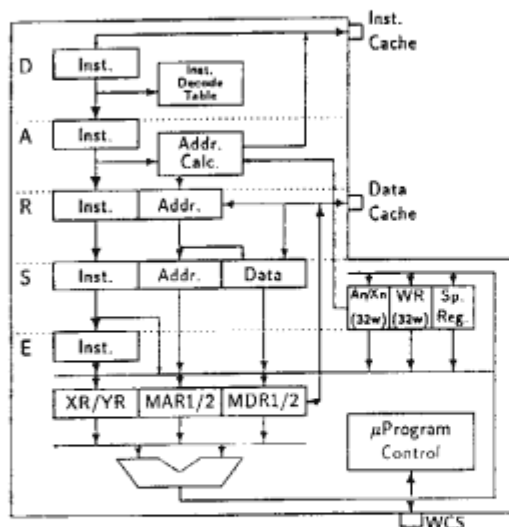 Inst.
Cache
D
Inst.
Inst.
Decode
Table
A
Inst.
Addr.
Calc.
R
Inst.
Addr.
Data
Cache
S
Inst.
Addr.
Data
An/Xn
(32w)
WR
(32w)
Sp.
Reg.
E
Inst.
XR/YR
MAR1/2
MDR1/2
μProgram
Control
WCS